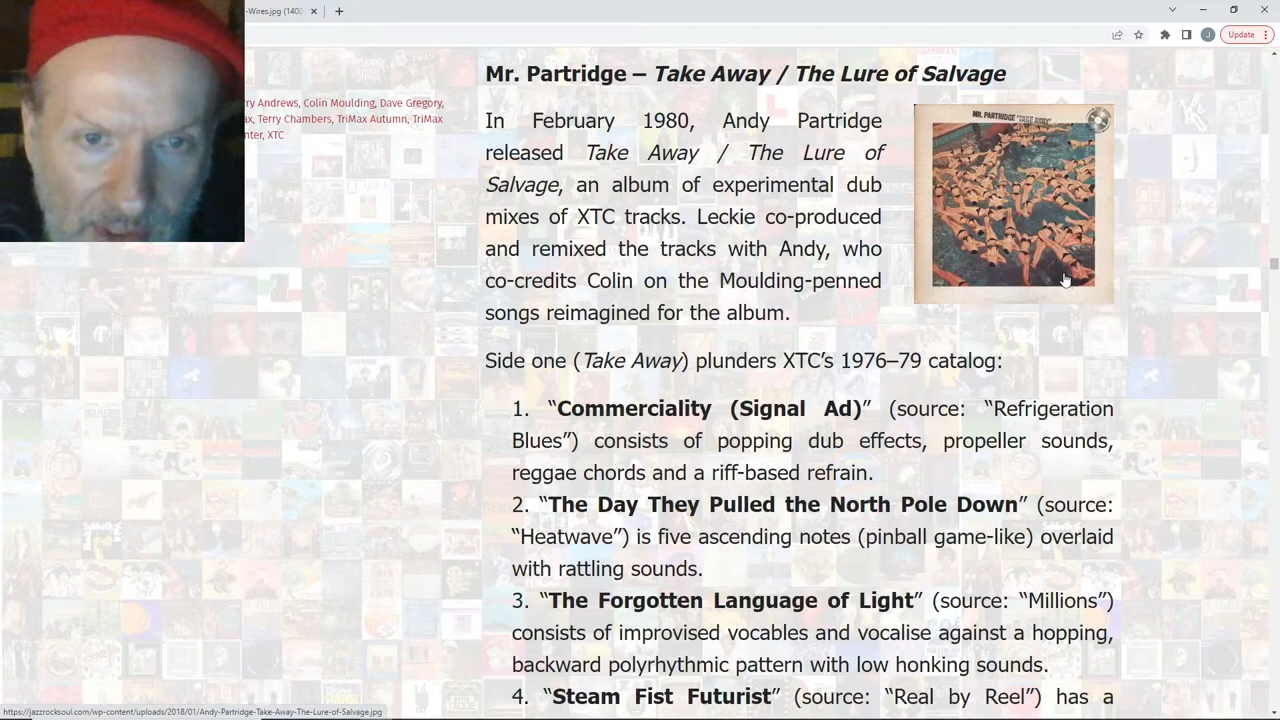 -Wires.jpg (1400
Update
ry Andrews, Colin Moulding, Dave Gregory,
ax, Terry Chambers, TriMax Autumn, TriMax
nter, XTC
Mr. Partridge – Take Away / The Lure of Salvage
In February 1980, Andy Partridge
released Take Away / The Lure of
Salvage, an album of experimental dub
mixes of XTC tracks. Leckie co-produced
and remixed the tracks with Andy, who
co-credits Colin on the Moulding-penned
songs reimagined for the album.
MR. PARTRIDGE 'TAKE AWAY'
Side one (Take Away) plunders XTC’s 1976–79 catalog:
1. “Commerciality (Signal Ad)” (source: “Refrigeration
Blues”) consists of popping dub effects, propeller sounds,
reggae chords and a riff-based refrain.
2. “The Day They Pulled the North Pole Down” (source:
“Heatwave”) is five ascending notes (pinball game-like) overlaid
with rattling sounds.
3. “The Forgotten Language of Light” (source: “Millions”)
consists of improvised vocables and vocalise against a hopping,
backward polyrhythmic pattern with low honking sounds.
4. “Steam Fist Futurist” (source: “Real by Reel”) has a
https://jazzrocksoul.com/wp-content/uploads/2018/01/Andy-Partridge-Take-Away-The-Lure-of-Salvage.jpg